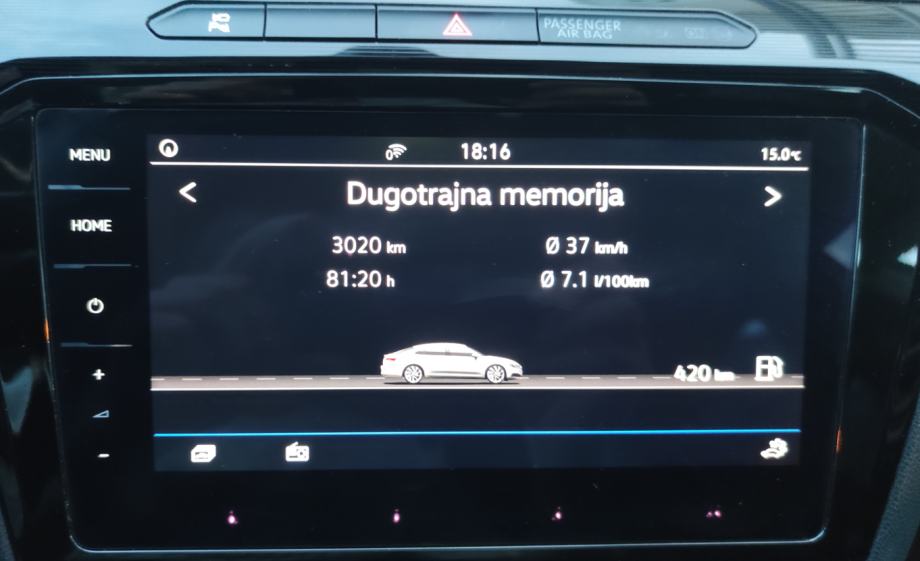 PASSENGER
AIR BAG
MENU
HOME
18:16
15.0°C
Dugotrajna memorija
3020 km
Ø 37 km/h
81:20 h
Ø 7.1 l/100km
420 km